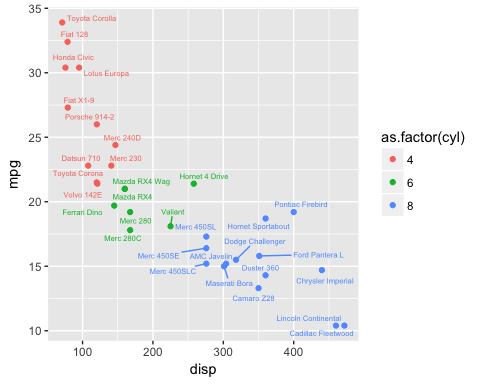 35
30
25
20
15
10
mpg
Toyota Corolla
Fiat 128
Honda Civic
Lotus Europa
Fiat X1-9
Porsche 914-2
Merc 240D
Datsun 710
Merc 230
Toyota Corona
Volvo 142E
Mazda RX4 Wag
Hornet 4 Drive
Mazda RX4
Ferrari Dino
Merc 280
Valiant
Merc 280C
Pontiac Firebird
Hornet Sportabout
Merc 450SL
Dodge Challenger
Merc 450SE
AMC Javelin
Ford Pantera L
Merc 450SLC
Duster 360
Chrysler Imperial
Maserati Bora
Camaro Z28
Lincoln Continental
Cadillac Fleetwood
100
200
300
400
disp
as.factor(cyl)
4
6
8